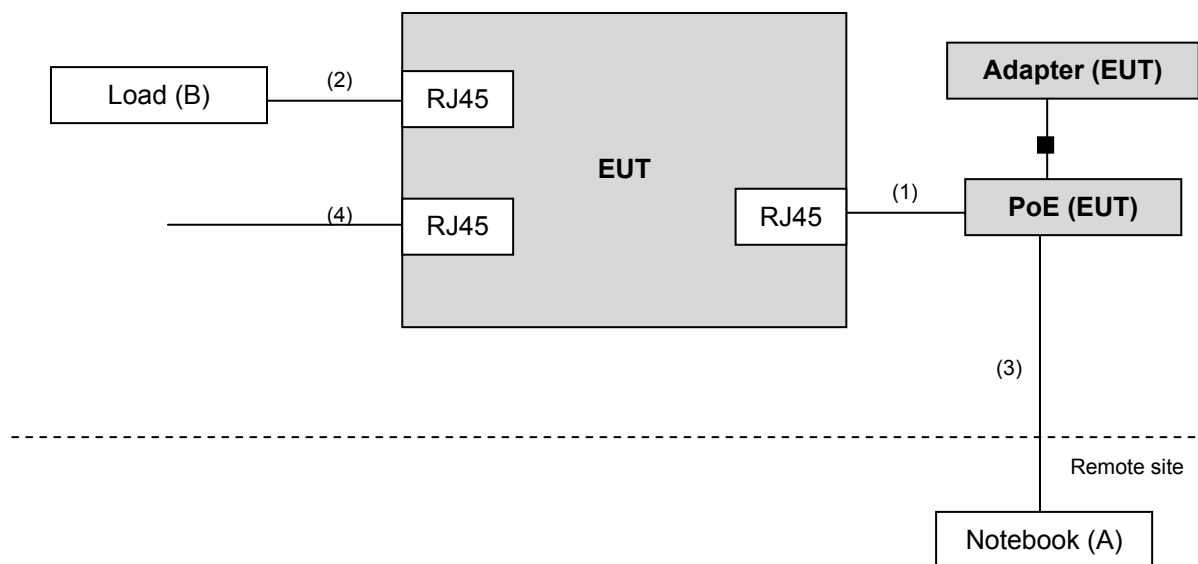 Adapter (EUT)
Load (B)
(2)
RJ45
EUT
(4)
RJ45
RJ45
(1)
PoE (EUT)
(3)
Remote site
Notebook (A)